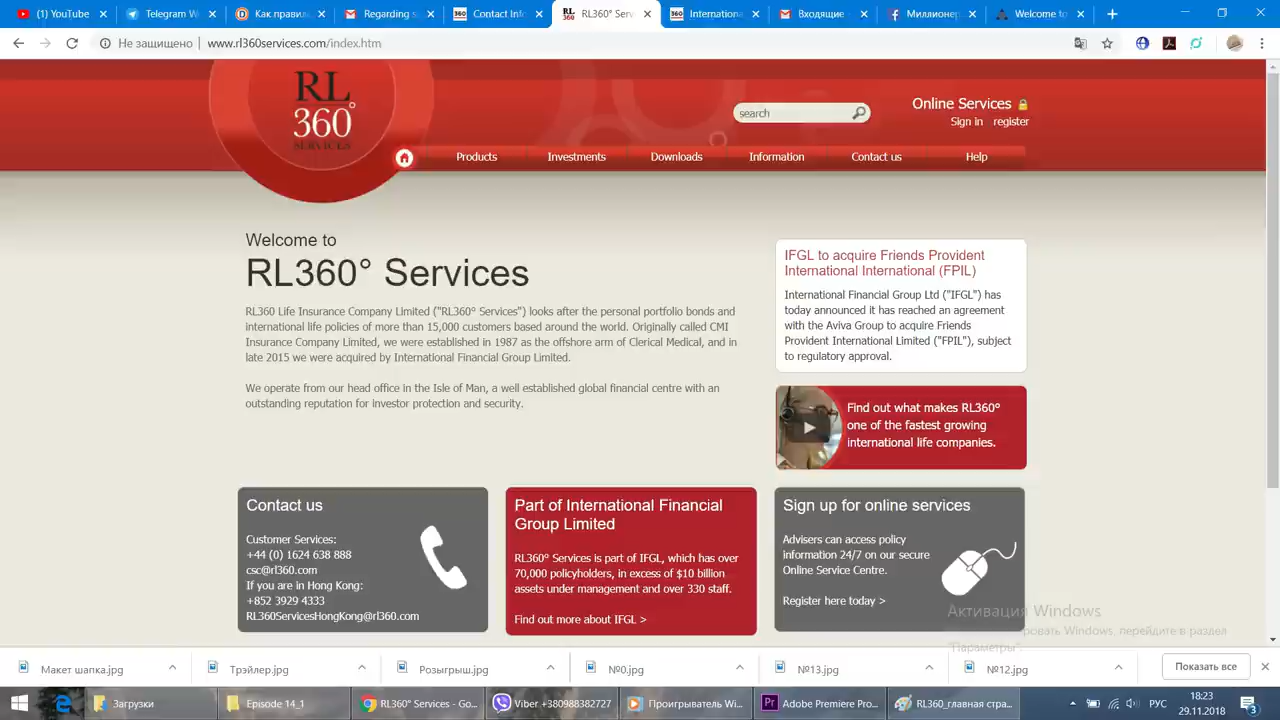 (1) YouTube
Telegram W
Как правил
Regarding s
Contact Info
RL360° Serv
Internationa
Входящие
Миллионер
Welcome to
Не защищено
www.rl360services.com/index.htm
RL
360°
SERVICES
search
Online Services
Sign in register
Products Investments Downloads Information Contact us Help
Welcome to
RL360° Services
RL360 Life Insurance Company Limited ("RL360° Services") looks after the personal portfolio bonds and
international life policies of more than 15,000 customers based around the world. Originally called CMI
Insurance Company Limited, we were established in 1987 as the offshore arm of Clerical Medical, and in
late 2015 we were acquired by International Financial Group Limited.
We operate from our head office in the Isle of Man, a well established global financial centre with an
outstanding reputation for investor protection and security.
IFGL to acquire Friends Provident
International International (FPIL)
International Financial Group Ltd ("IFGL") has
today announced it has reached an agreement
with the Aviva Group to acquire Friends
Provident International Limited ("FPIL"), subject
to regulatory approval.
Find out what makes RL360°
one of the fastest growing
international life companies.
Contact us
Customer Services:
+44 (0) 1624 638 888
csc@rl360.com
If you are in Hong Kong:
+852 3929 4333
RL360ServicesHongKong@rl360.com
Part of International Financial
Group Limited
RL360° Services is part of IFGL, which has over
70,000 policyholders, in excess of $10 billion
assets under management and over 330 staff.
Find out more about IFGL >
Sign up for online services
Advisers can access policy
information 24/7 on our secure
Online Service Centre.
Register here today >
Активация Windows
ровать Windows, перейдите в раздел
"Параметры".
Макет шапка.jpg
Трэйлер.jpg
Розыгрыш.jpg
№0.jpg
№13.jpg
№12.jpg
Показать все
Загрузки
Episode 14_1
RL360° Services - Go...
Viber +380988382727
Проигрыватель Wi...
Adobe Premiere Pro...
RL360_главная стра...
РУС
18:23
29.11.2018
3